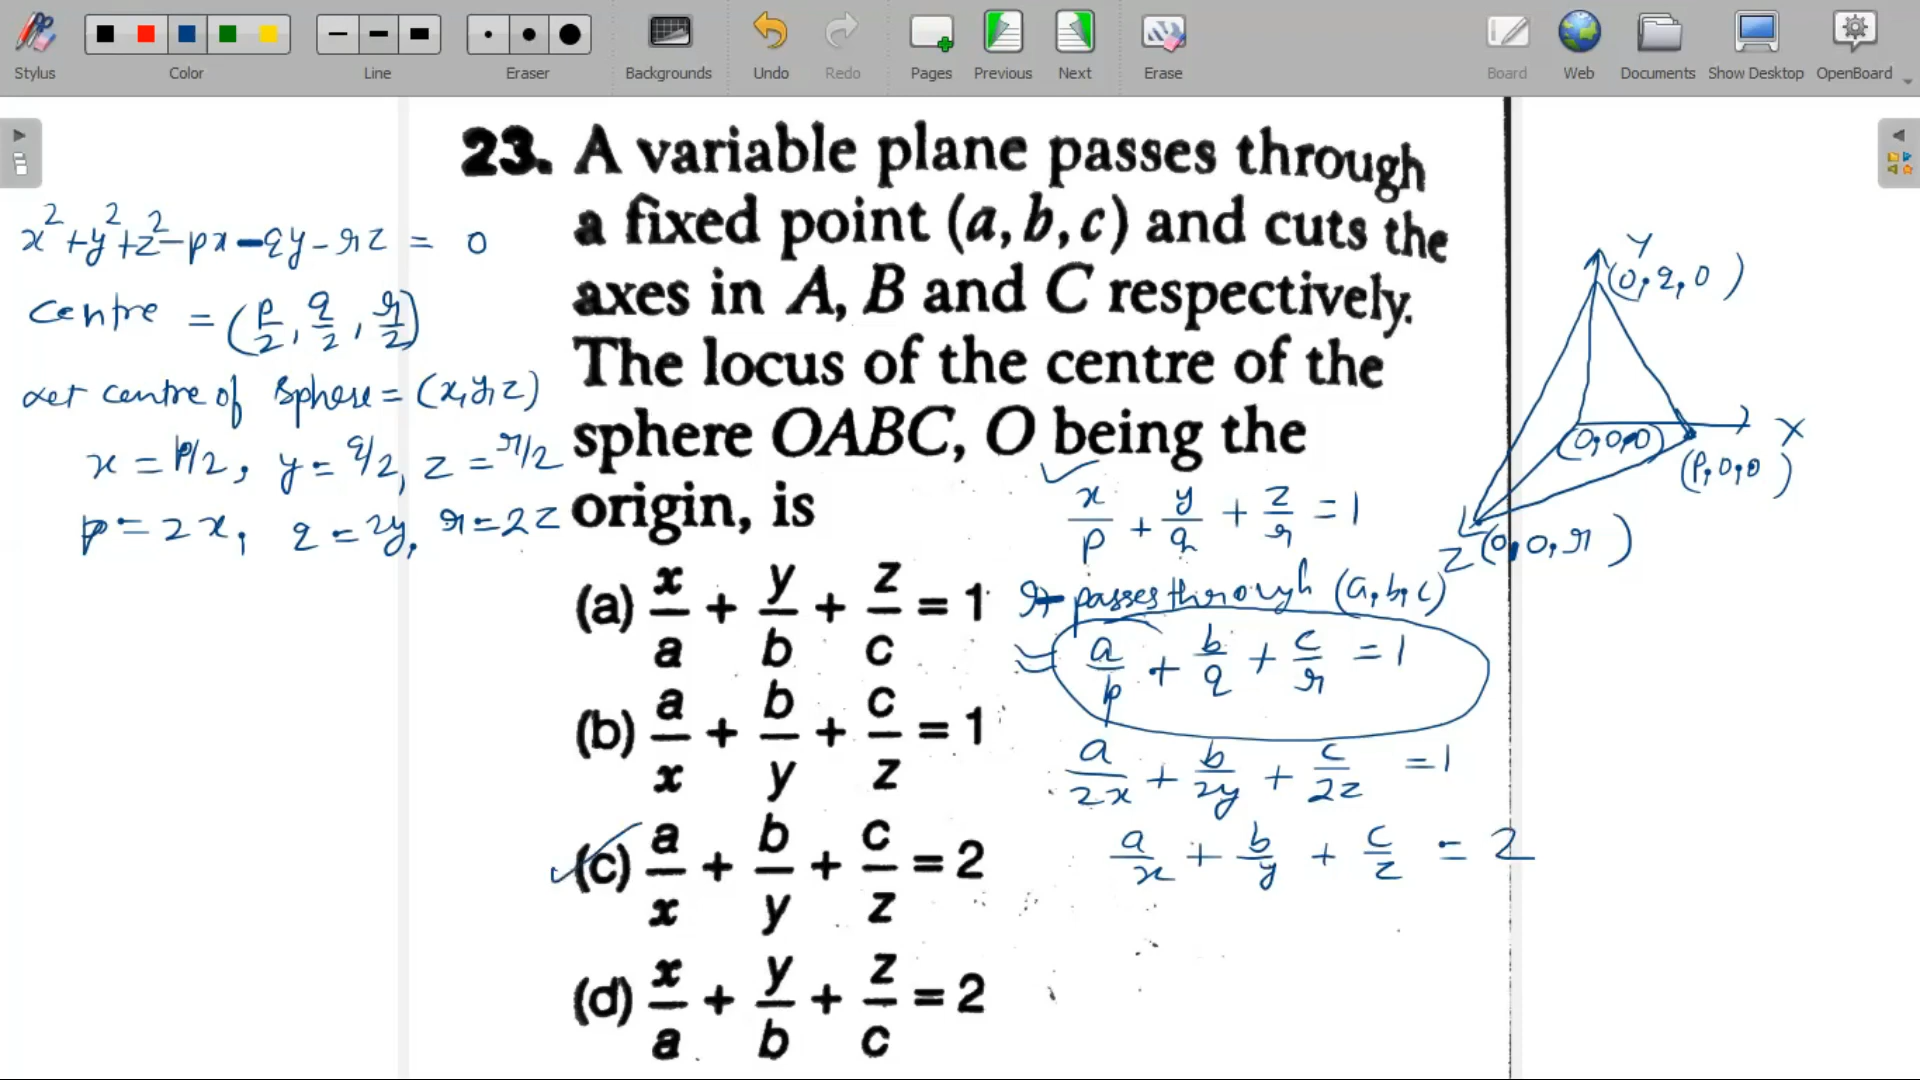 Stylus Color Line Eraser Backgrounds Undo Redo Pages Previous Next Erase Board Web Documents Show Desktop OpenBoard
23. A variable plane passes through
a fixed point (a, b, c) and cuts the
axes in A, B and C respectively.
The locus of the centre of the
sphere OABC, O being the
origin, is
(a) x/a + y/b + z/c = 1
(b) a/x + b/y + c/z = 1
(c) a/x + b/y + c/z = 2
(d) x/a + y/b + z/c = 2
x² + y² + z² - px - qy - rz = 0
centre = (p/2, q/2, r/2)
Let centre of sphere = (x, y, z)
x = p/2, y = q/2, z = r/2
p = 2x, q = 2y, r = 2z
x/p + y/q + z/r = 1
It passes through (a, b, c)
a/p + b/q + c/r = 1
a/2x + b/2y + c/2z = 1
a/x + b/y + c/z = 2
Y
(0, q, 0)
X
(0,0,0)
(p, 0, 0)
Z (0, 0, r)